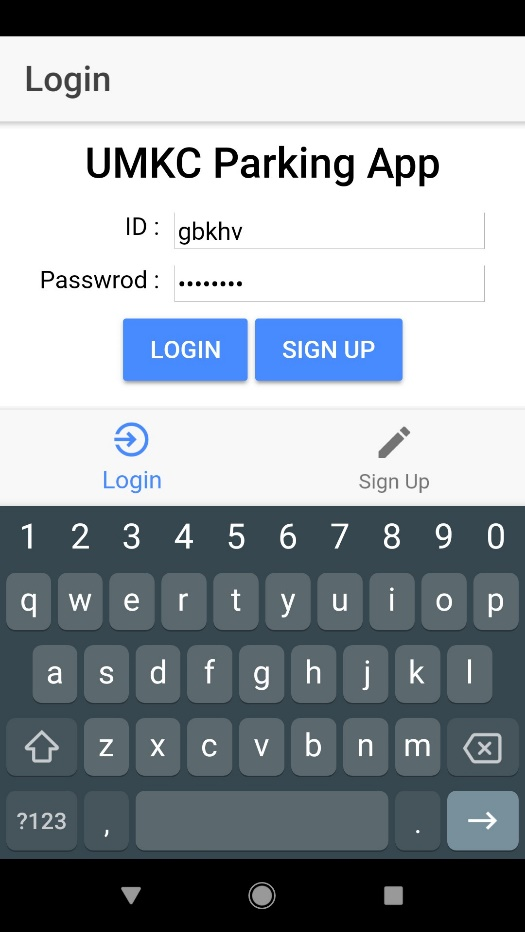 Login
UMKC Parking App
ID : gbkhv
Passwrod : ••••••••
LOGIN SIGN UP
Login Sign Up
1 2 3 4 5 6 7 8 9 0
q w e r t y u i o p
a s d f g h j k l
z x c v b n m
?123 , .